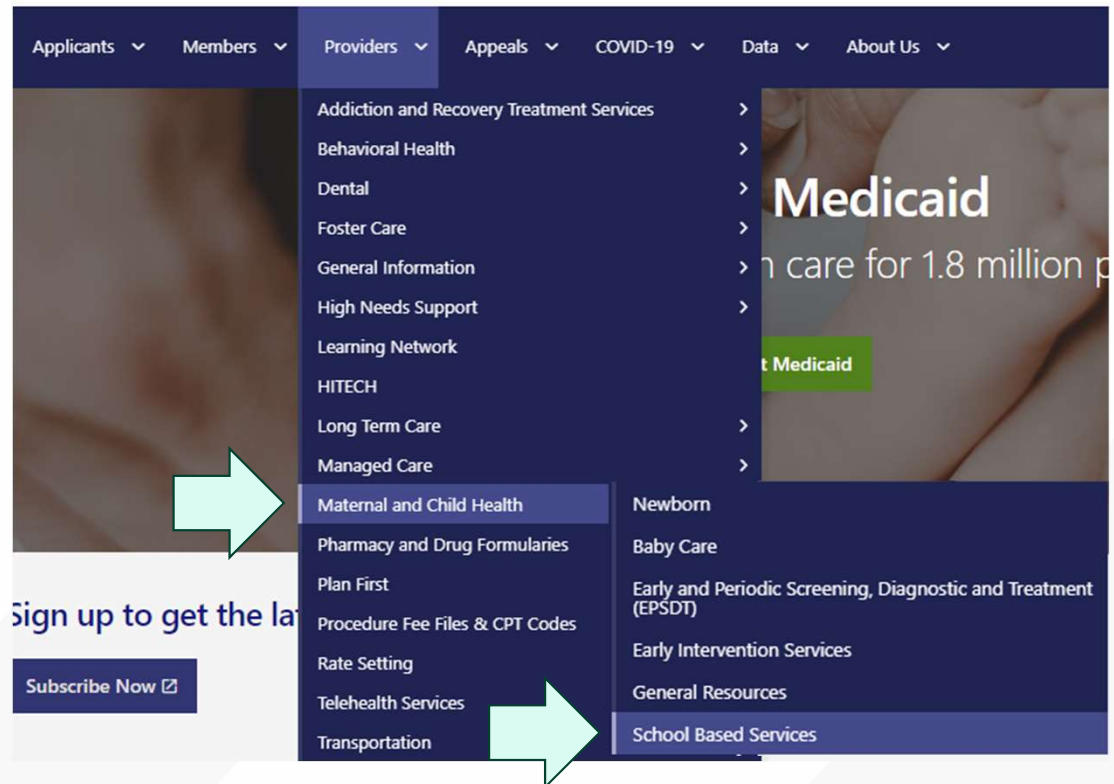 Applicants Members Providers Appeals COVID-19 Data About Us
Addiction and Recovery Treatment Services
Behavioral Health
Dental
Foster Care
General Information
High Needs Support
Learning Network
HITECH
Long Term Care
Managed Care
Maternal and Child Health
Pharmacy and Drug Formularies
Plan First
Procedure Fee Files & CPT Codes
Rate Setting
Telehealth Services
Transportation
Newborn
Baby Care
Early and Periodic Screening, Diagnostic and Treatment
(EPSDT)
Early Intervention Services
General Resources
School Based Services
Medicaid
care for 1.8 million
Medicaid
Sign up to get the
Subscribe Now